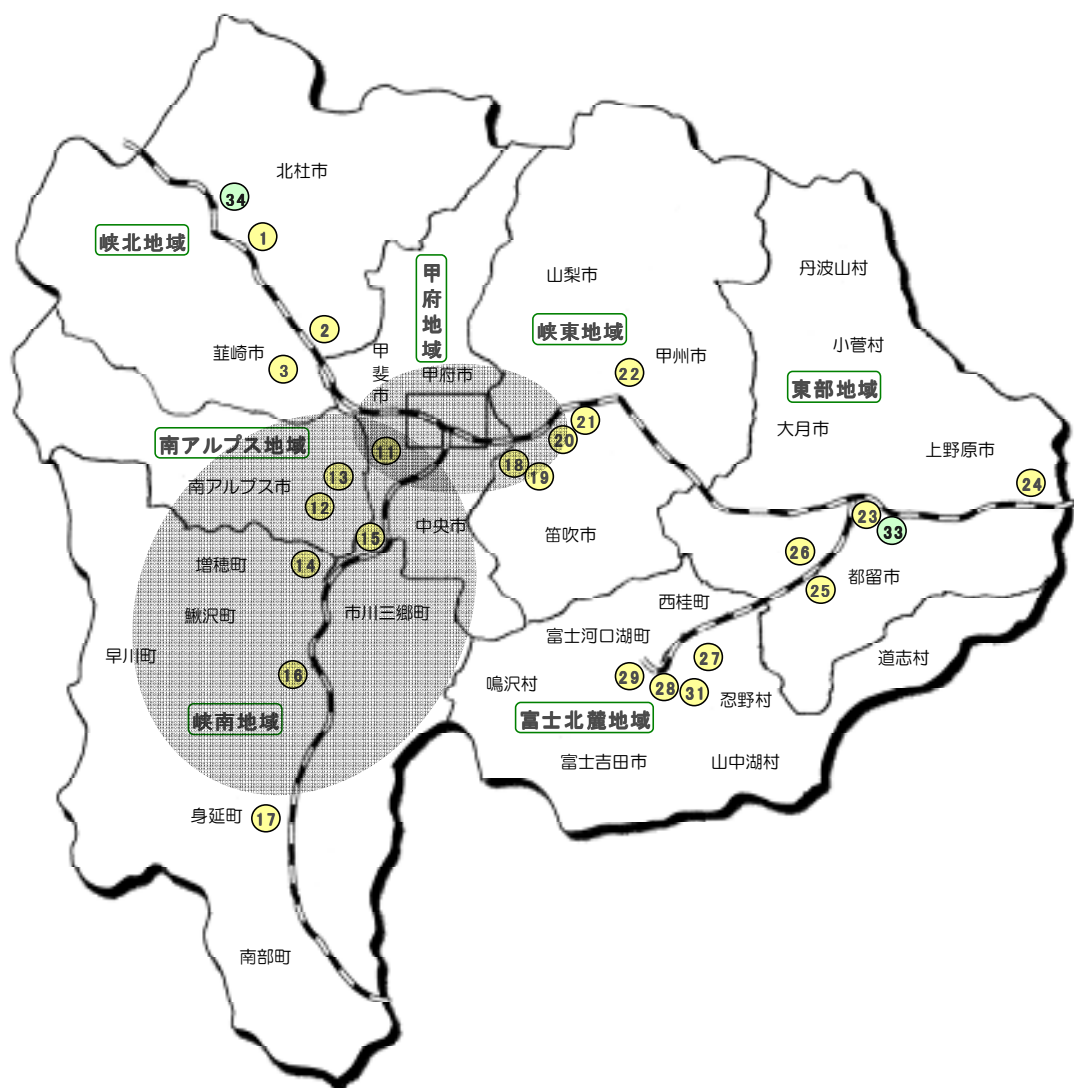 北杜市
34
1
峡北地域
甲府地域
山梨市
丹波山村
峡東地域
2
韮崎市
3
甲斐市
甲府市
22
甲州市
小菅村
東部地域
21
20
大月市
南アルプス地域
11
18
19
上野原市
13
南アルプス市
12
24
中央市
15
笛吹市
23
33
増穂町
14
26
都留市
25
鰍沢町
市川三郷町
西桂町
富士河口湖町
早川町
27
道志村
16
鳴沢村
29
28
31
忍野村
峡南地域
富士北麓地域
富士吉田市
山中湖村
身延町
17
南部町